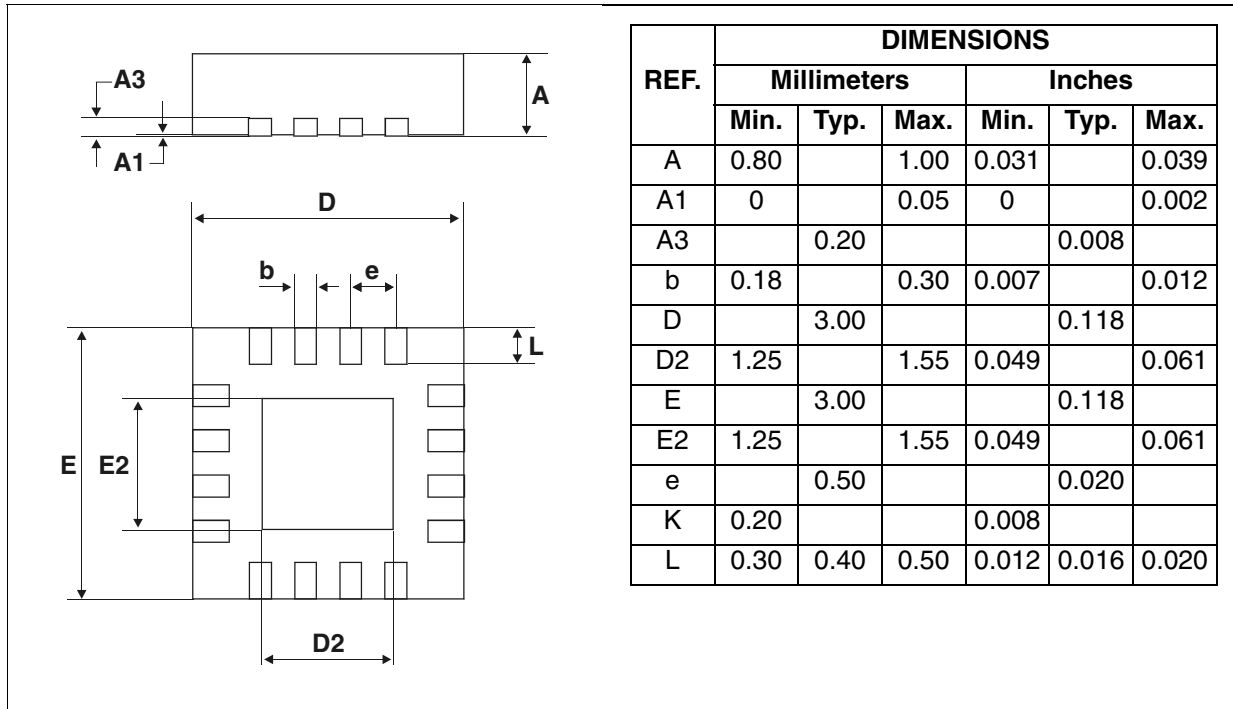 A3
A
A1
D
b e
L
E E2
D2
REF. DIMENSIONS
Millimeters Inches
Min. Typ. Max. Min. Typ. Max.
A 0.80 1.00 0.031 0.039
A1 0 0.05 0 0.002
A3 0.20 0.008
b 0.18 0.30 0.007 0.012
D 3.00 0.118
D2 1.25 1.55 0.049 0.061
E 3.00 0.118
E2 1.25 1.55 0.049 0.061
e 0.50 0.020
K 0.20 0.008
L 0.30 0.40 0.50 0.012 0.016 0.020